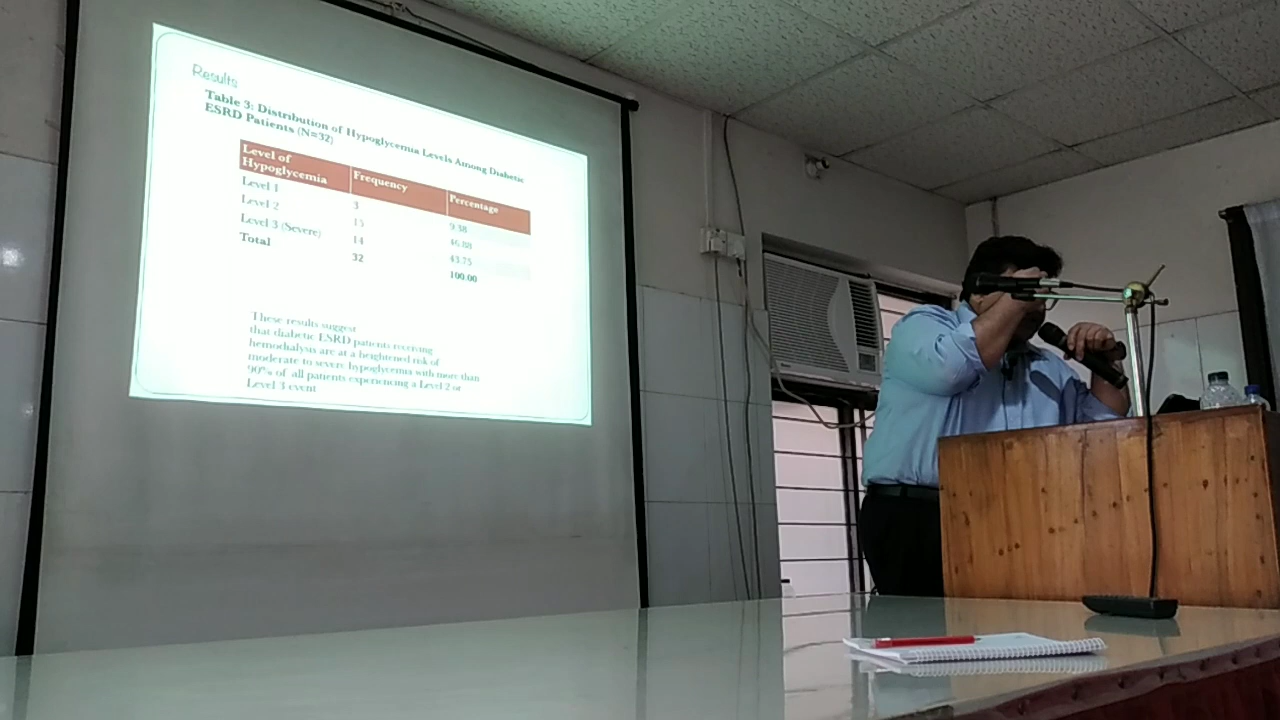 Results
Table 3: Distribution of Hypoglycemia Levels Among Diabetic
ESRD Patients (N=32)
Level of Hypoglycemia Frequency Percentage
Level 1 3 9.38
Level 2 15 46.88
Level 3 (Severe) 14 43.75
Total 32 100.00
These results suggest
that diabetic ESRD patients receiving
hemodialysis are at a heightened risk of
moderate to severe hypoglycemia with more than
90% of all patients experiencing a Level 2 or
Level 3 event